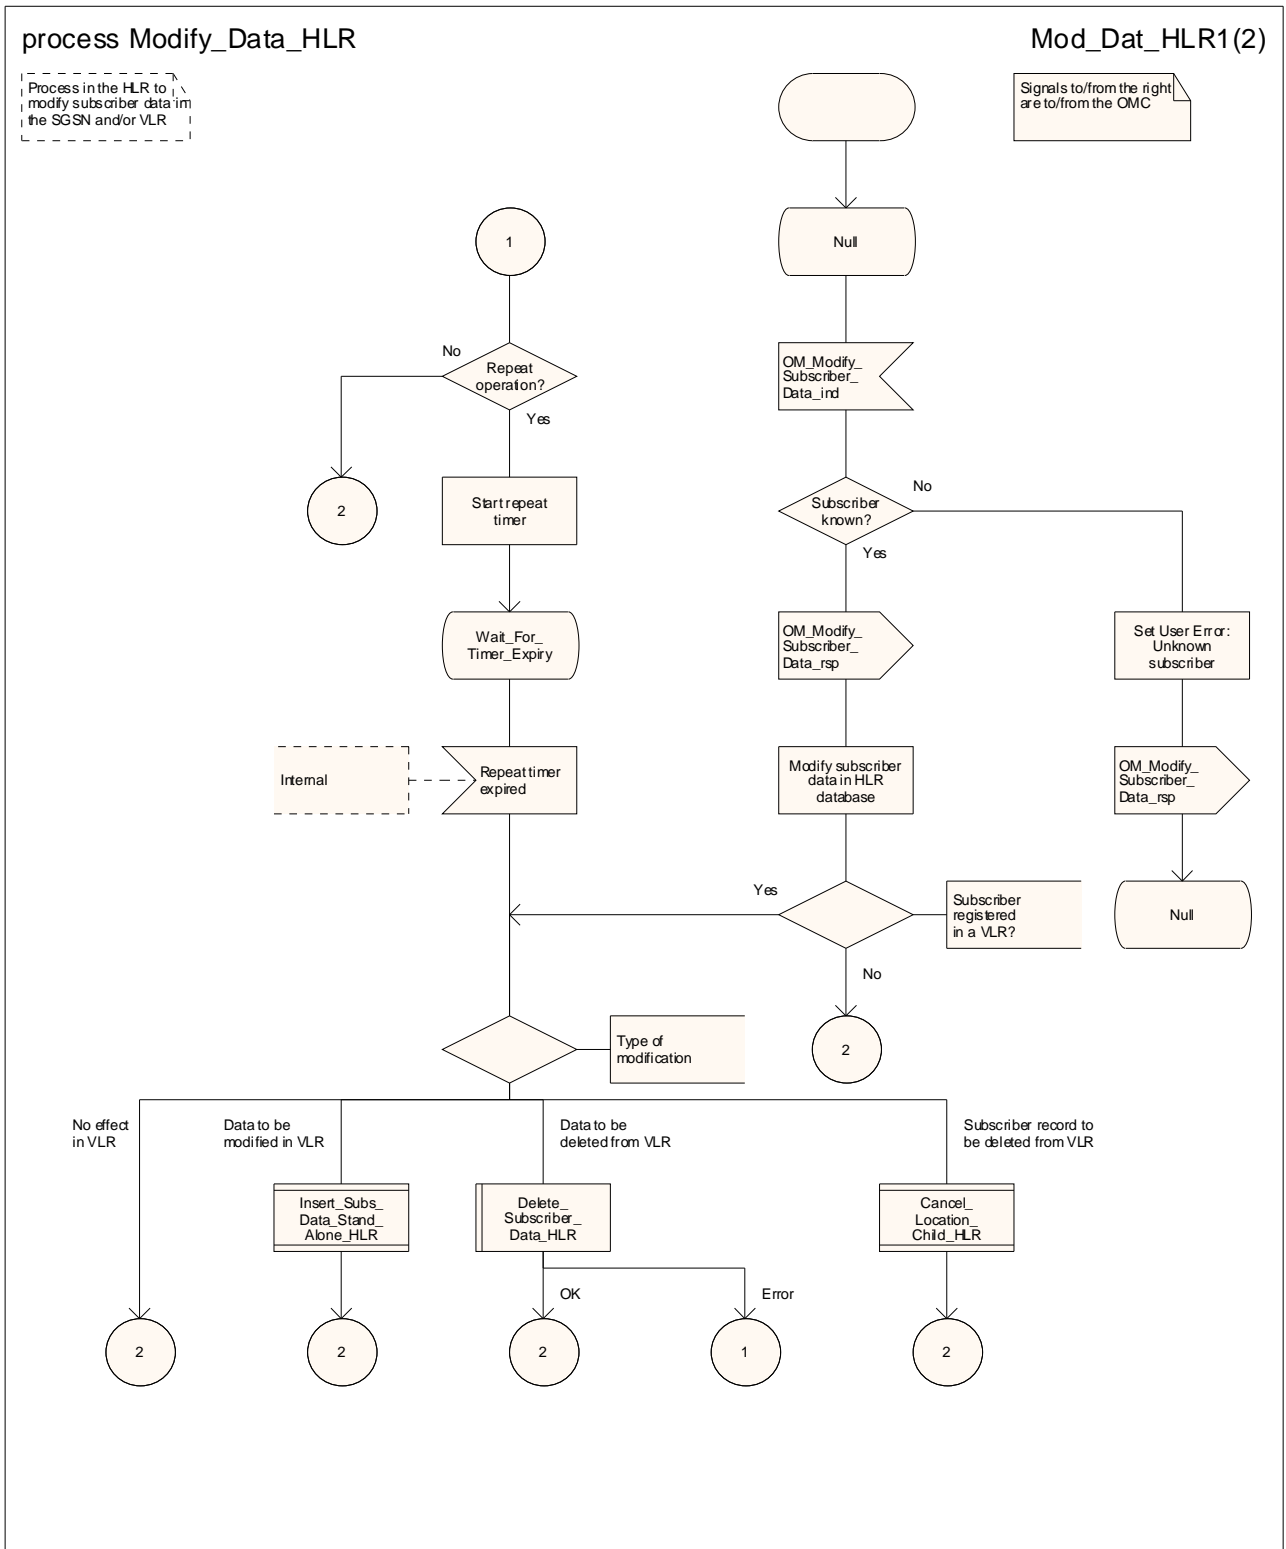 process Modify_Data_HLR
Mod_Dat_HLR1(2)
Process in the HLR to
modify subscriber data in
the SGSN and/or VLR
Signals to/from the right
are to/from the OMC
1
Null
No
Repeat
operation?
Yes
OM_Modify_
Subscriber_
Data_ind
2
Start repeat
timer
Subscriber
known?
No
Yes
Wait_For_
Timer_Expiry
OM_Modify_
Subscriber_
Data_rsp
Set User Error:
Unknown
subscriber
Internal
Repeat timer
expired
Modify subscriber
data in HLR
database
OM_Modify_
Subscriber_
Data_rsp
Yes
Subscriber
registered
in a VLR?
Null
No
Type of
modification
2
No effect
in VLR
Data to be
modified in VLR
Data to be
deleted from VLR
Subscriber record to
be deleted from VLR
Insert_Subs_
Data_Stand_
Alone_HLR
Delete_
Subscriber_
Data_HLR
Cancel_
Location_
Child_HLR
OK
Error
2
2
2
1
2